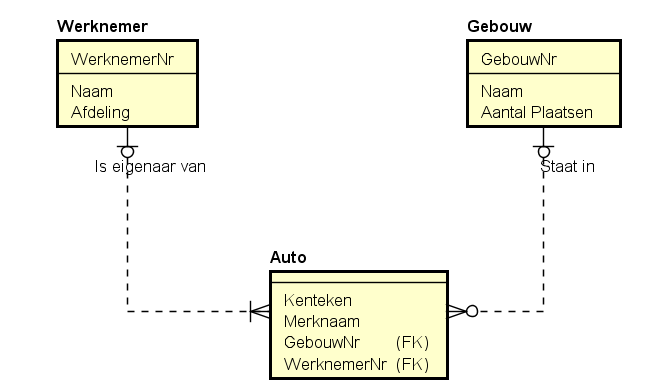 Werknemer
WerknemerNr
Naam
Afdeling
Is eigenaar van
Gebouw
GebouwNr
Naam
Aantal Plaatsen
Staat in
Auto
Kenteken
Merknaam
GebouwNr (FK)
WerknemerNr (FK)